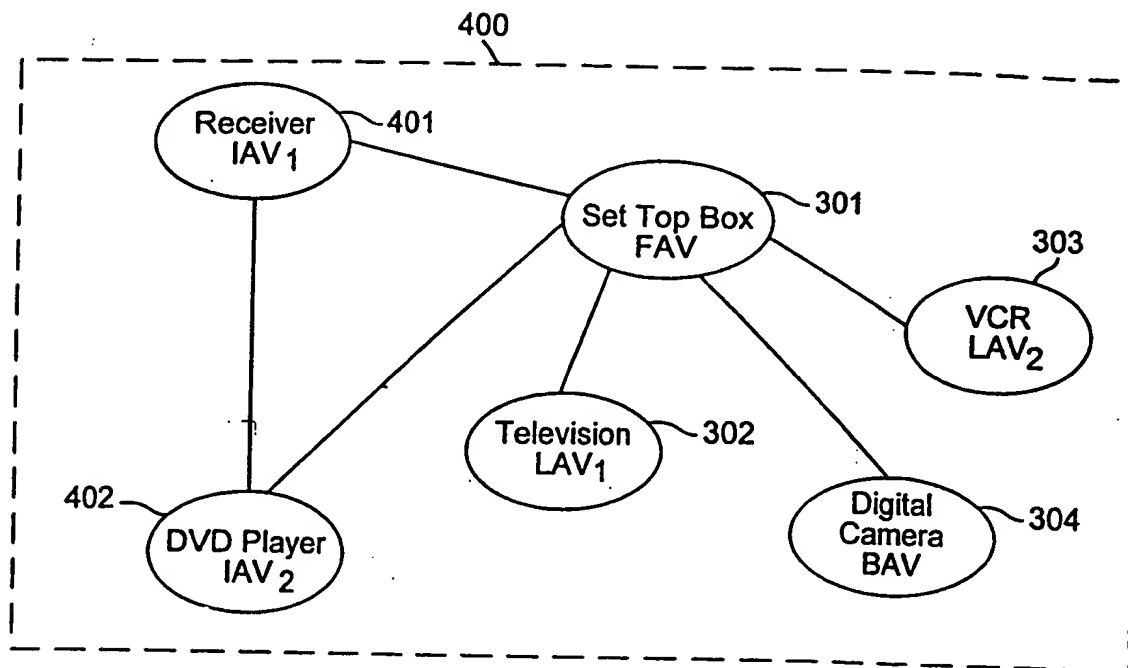 400
Receiver
IAV1
401
Set Top Box
FAV
301
303
VCR
LAV2
Television
LAV1
302
402
DVD Player
IAV2
Digital
Camera
BAV
304